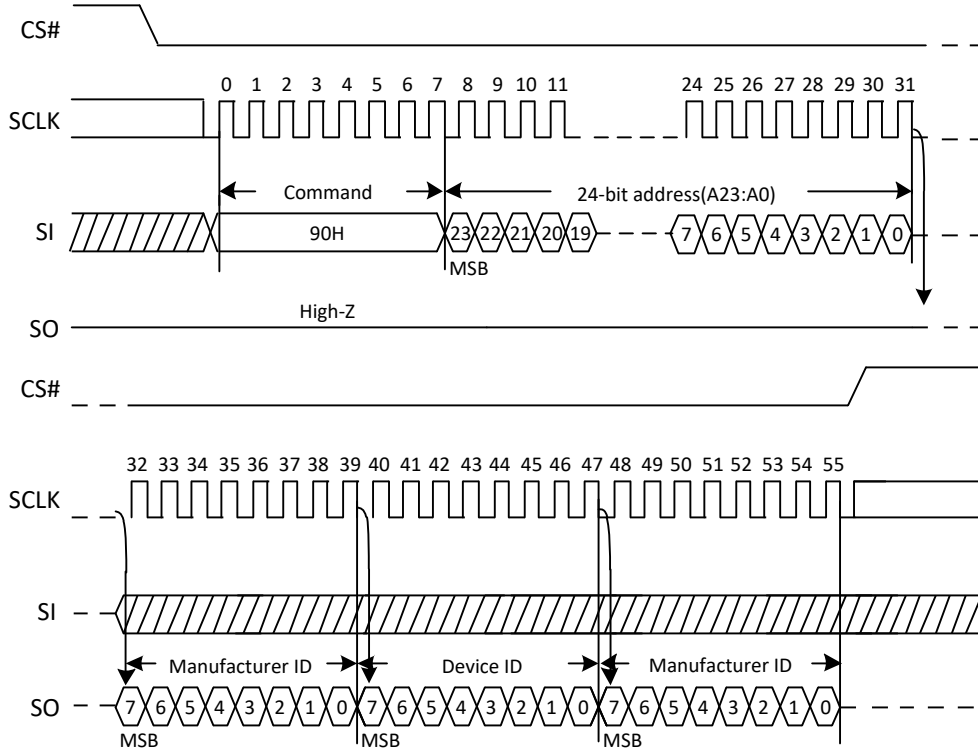 CS#
0 1 2 3 4 5 6 7 8 9 10 11 24 25 26 27 28 29 30 31
SCLK
Command 24-bit address(A23:A0)
SI 90H 23 22 21 20 19 7 6 5 4 3 2 1 0
MSB
High-Z
SO
CS#
32 33 34 35 36 37 38 39 40 41 42 43 44 45 46 47 48 49 50 51 52 53 54 55
SCLK
SI
Manufacturer ID Device ID Manufacturer ID
SO 7 6 5 4 3 2 1 0 7 6 5 4 3 2 1 0 7 6 5 4 3 2 1 0
MSB MSB MSB